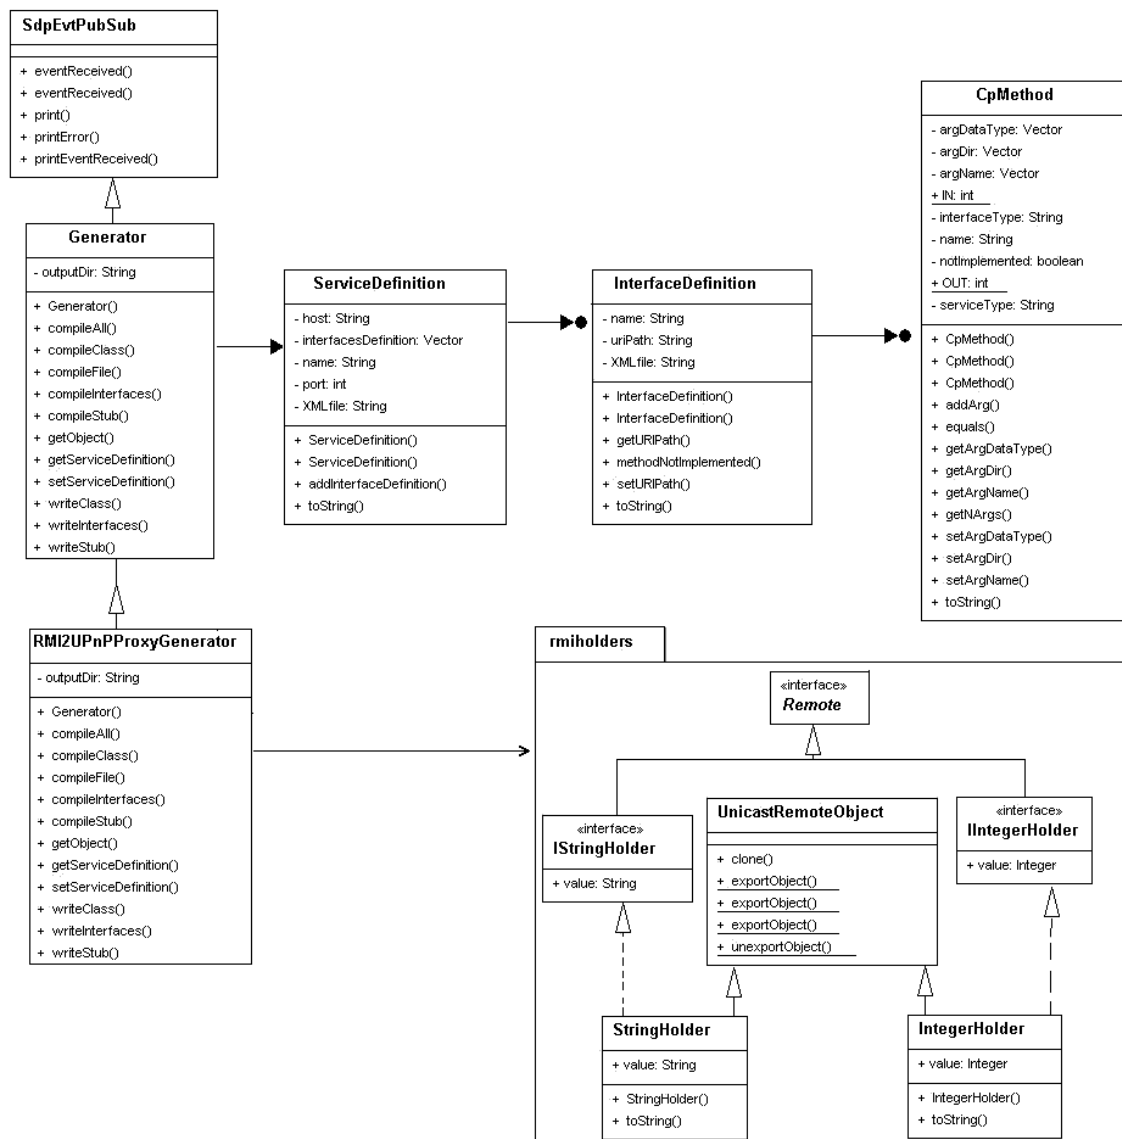 SdpEvtPubSub
+ eventReceived()
+ eventReceived()
+ print()
+ printError()
+ printEventReceived()
Generator
- outputDir: String
+ Generator()
+ compileAll()
+ compileClass()
+ compileFile()
+ compileInterfaces()
+ compileStub()
+ getObject()
+ getServiceDefinition()
+ setServiceDefinition()
+ writeClass()
+ writeInterfaces()
+ writeStub()
ServiceDefinition
- host: String
- interfacesDefinition: Vector
- name: String
- port: int
- XMLfile: String
+ ServiceDefinition()
+ ServiceDefinition()
+ addInterfaceDefinition()
+ toString()
InterfaceDefinition
- name: String
- uriPath: String
- XMLfile: String
+ InterfaceDefinition()
+ InterfaceDefinition()
+ getURIPath()
+ methodNotImplemented()
+ setURIPath()
+ toString()
CpMethod
- argDataType: Vector
- argDir: Vector
- argName: Vector
+ IN: int
- interfaceType: String
- name: String
- notImplemented: boolean
+ OUT: int
- serviceType: String
+ CpMethod()
+ CpMethod()
+ CpMethod()
+ addArg()
+ equals()
+ getArgDataType()
+ getArgDir()
+ getArgName()
+ getNArgs()
+ setArgDataType()
+ setArgDir()
+ setArgName()
+ toString()
RMI2UPnPProxyGenerator
- outputDir: String
+ Generator()
+ compileAll()
+ compileClass()
+ compileFile()
+ compileInterfaces()
+ compileStub()
+ getObject()
+ getServiceDefinition()
+ setServiceDefinition()
+ writeClass()
+ writeInterfaces()
+ writeStub()
rmiholders
«interface»
Remote
«interface»
IStringHolder
+ value: String
UnicastRemoteObject
+ clone()
+ exportObject()
+ exportObject()
+ exportObject()
+ unexportObject()
«interface»
IIntegerHolder
+ value: Integer
StringHolder
+ value: String
+ StringHolder()
+ toString()
IntegerHolder
+ value: Integer
+ IntegerHolder()
+ toString()